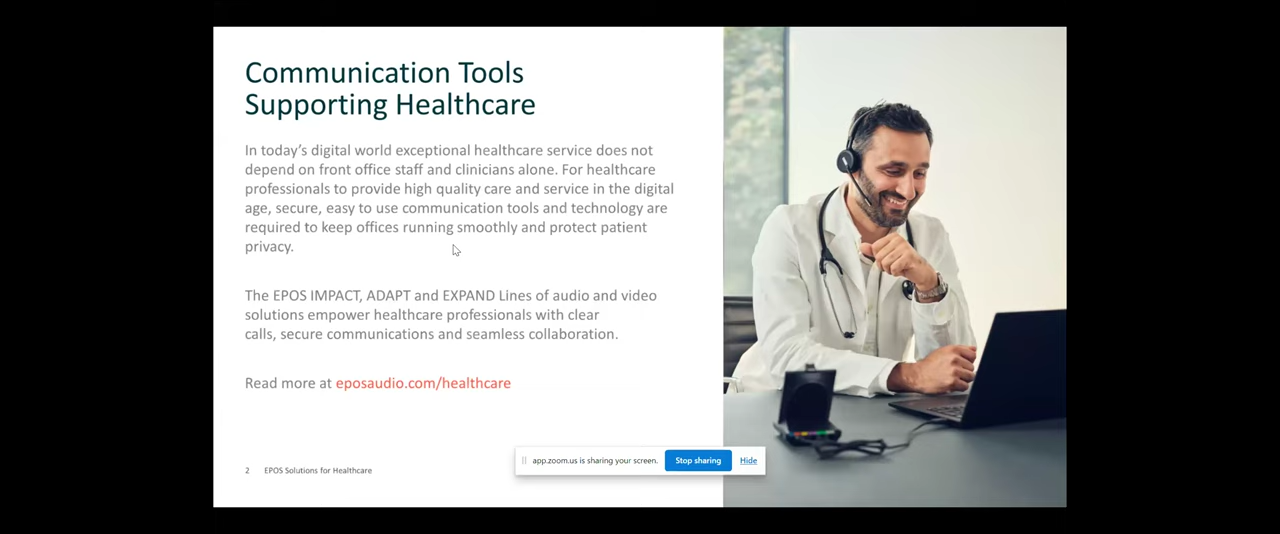 Communication Tools
Supporting Healthcare
In today’s digital world exceptional healthcare service does not
depend on front office staff and clinicians alone. For healthcare
professionals to provide high quality care and service in the digital
age, secure, easy to use communication tools and technology are
required to keep offices running smoothly and protect patient
privacy.
The EPOS IMPACT, ADAPT and EXPAND Lines of audio and video
solutions empower healthcare professionals with clear
calls, secure communications and seamless collaboration.
Read more at eposaudio.com/healthcare
2 EPOS Solutions for Healthcare
app.zoom.us is sharing your screen. Stop sharing Hide